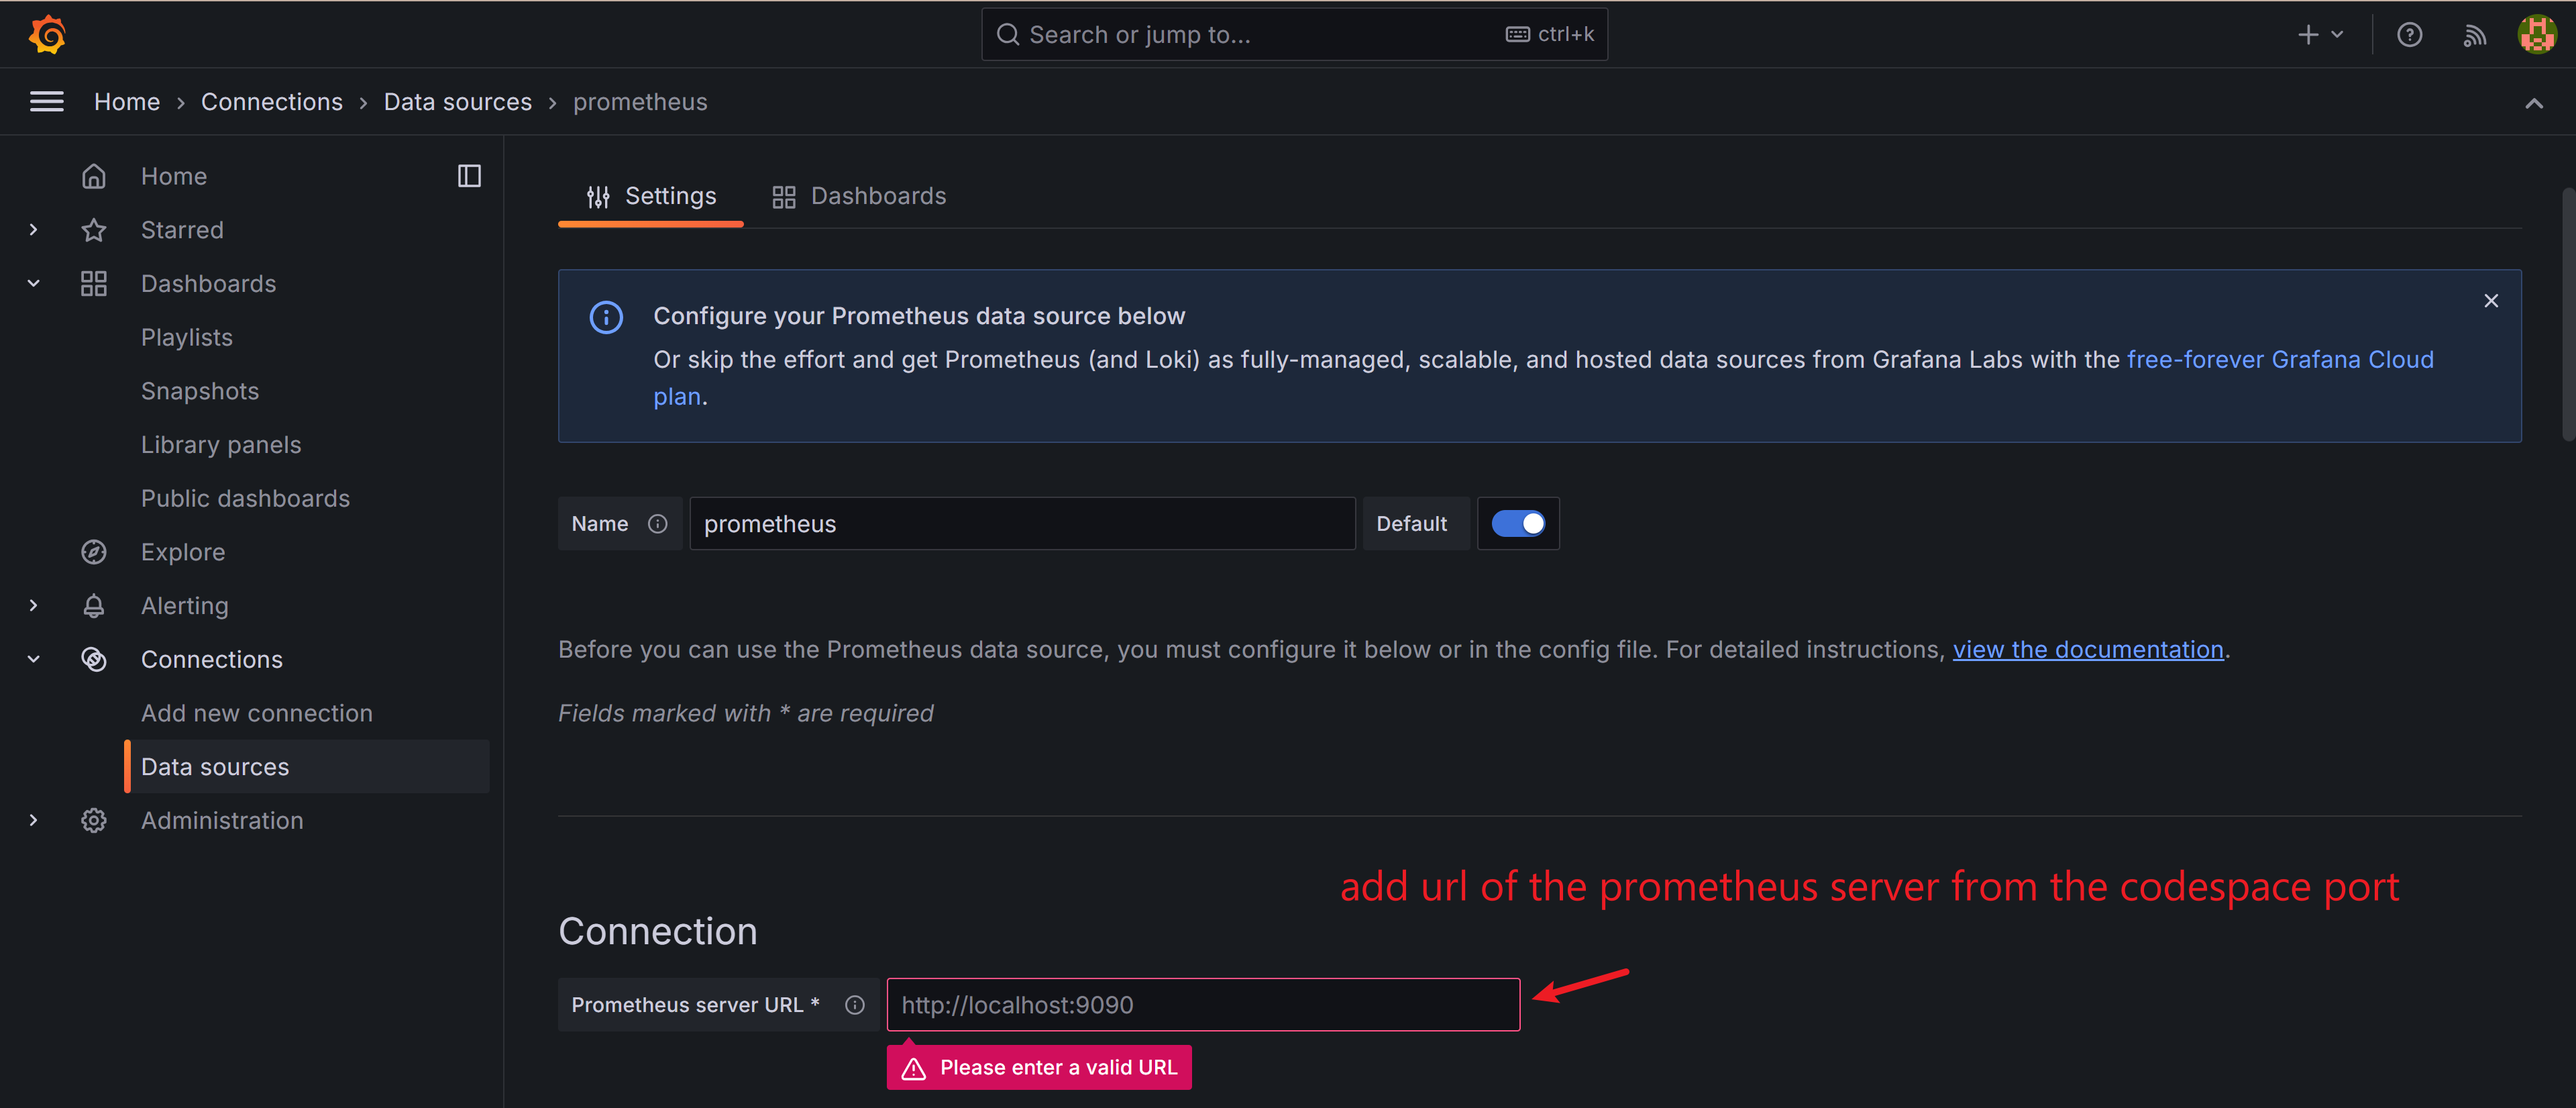 Search or jump to...
ctrl+k
Home > Connections > Data sources > prometheus
Home
Starred
Dashboards
Playlists
Snapshots
Library panels
Public dashboards
Explore
Alerting
Connections
Add new connection
Data sources
Administration
Settings
Dashboards
Configure your Prometheus data source below
Or skip the effort and get Prometheus (and Loki) as fully-managed, scalable, and hosted data sources from Grafana Labs with the free-forever Grafana Cloud
plan.
Name
prometheus
Default
Before you can use the Prometheus data source, you must configure it below or in the config file. For detailed instructions, view the documentation.
Fields marked with * are required
add url of the prometheus server from the codespace port
Connection
Prometheus server URL *
http://localhost:9090
Please enter a valid URL